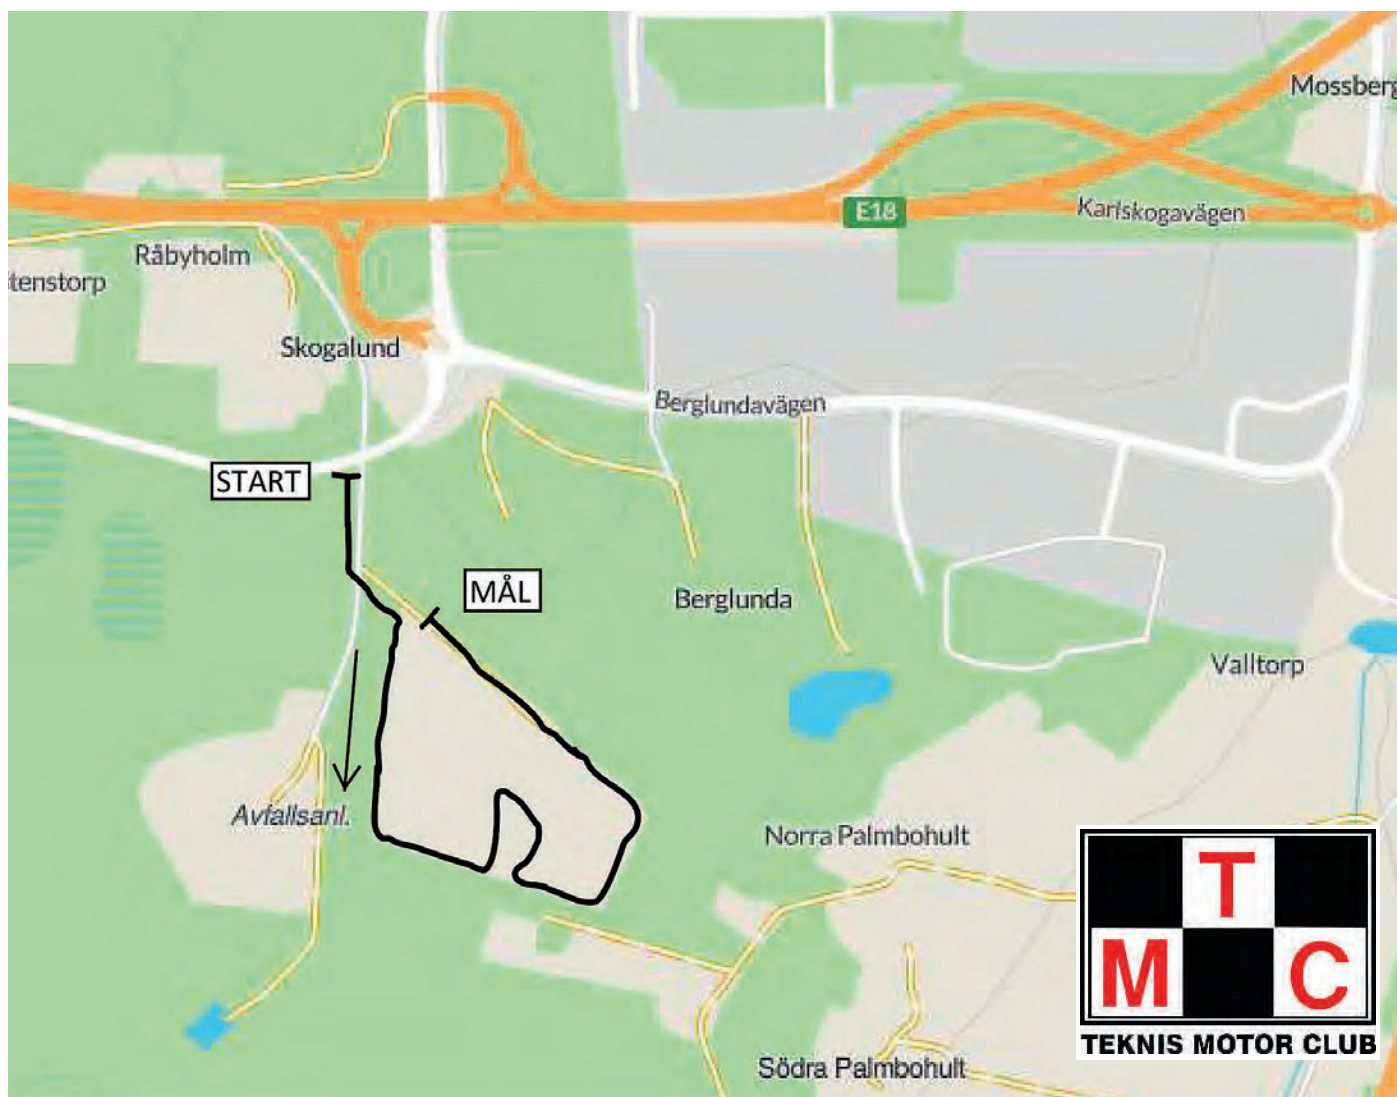 Mossberg
E18
Karlskogavägen
Råbyholm
tenstorp
Skogalund
Berglundavägen
START
MÅL
Berglunda
Valltorp
Avfallsanl.
Norra Palmbohult
T
M C
TEKNIS MOTOR CLUB
Södra Palmbohult